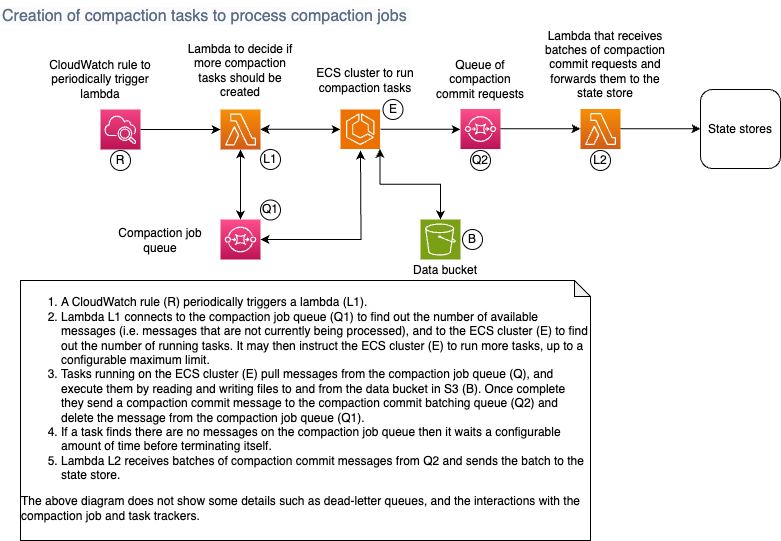 Creation of compaction tasks to process compaction jobs
CloudWatch rule to
periodically trigger
lambda
Lambda to decide if
more compaction
tasks should be
created
ECS cluster to run
compaction tasks
Queue of
compaction
commit requests
Lambda that receives
batches of compaction
commit requests and
forwards them to the
state store
State stores
R
L1
E
Q2
L2
Q1
Compaction job
queue
B
Data bucket
1. A CloudWatch rule (R) periodically triggers a lambda (L1).
2. Lambda L1 connects to the compaction job queue (Q1) to find out the number of available
messages (i.e. messages that are not currently being processed), and to the ECS cluster (E) to find
out the number of running tasks. It may then instruct the ECS cluster (E) to run more tasks, up to a
configurable maximum limit.
3. Tasks running on the ECS cluster (E) pull messages from the compaction job queue (Q), and
execute them by reading and writing files to and from the data bucket in S3 (B). Once complete
they send a compaction commit message to the compaction commit batching queue (Q2) and
delete the message from the compaction job queue (Q1).
4. If a task finds there are no messages on the compaction job queue then it waits a configurable
amount of time before terminating itself.
5. Lambda L2 receives batches of compaction commit messages from Q2 and sends the batch to the
state store.
The above diagram does not show some details such as dead-letter queues, and the interactions with the
compaction job and task trackers.